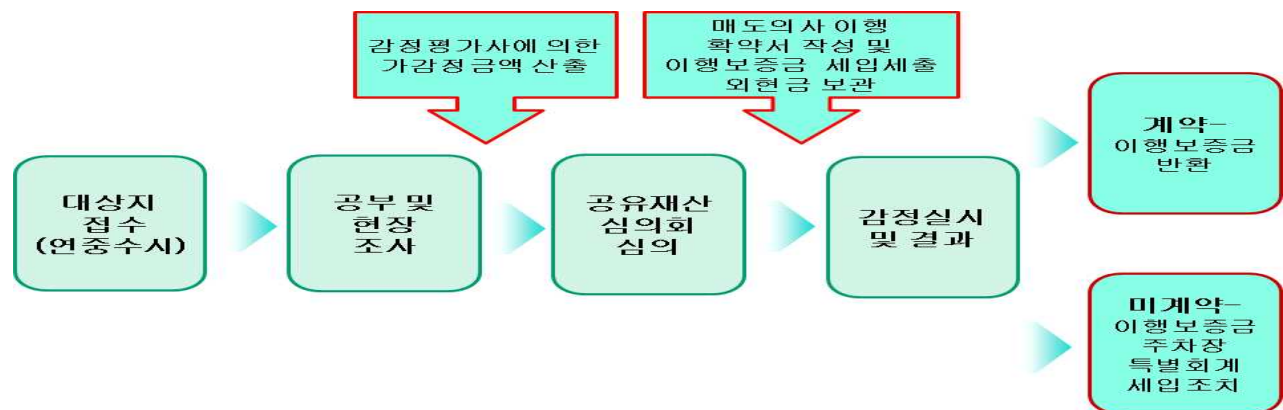 감정평가사에 의한
가감정금액 산출
매도의사 이행
확약서 작성 및
이행보증금 세입세출
외현금 보관
대상지
접수
(연중수시)
공부 및
현장
조사
공유재산
심의회
심의
감정실시
및 결과
계약-
이행보증금
반환
미계약-
이행보증금
주차장
특별회계
세입조치